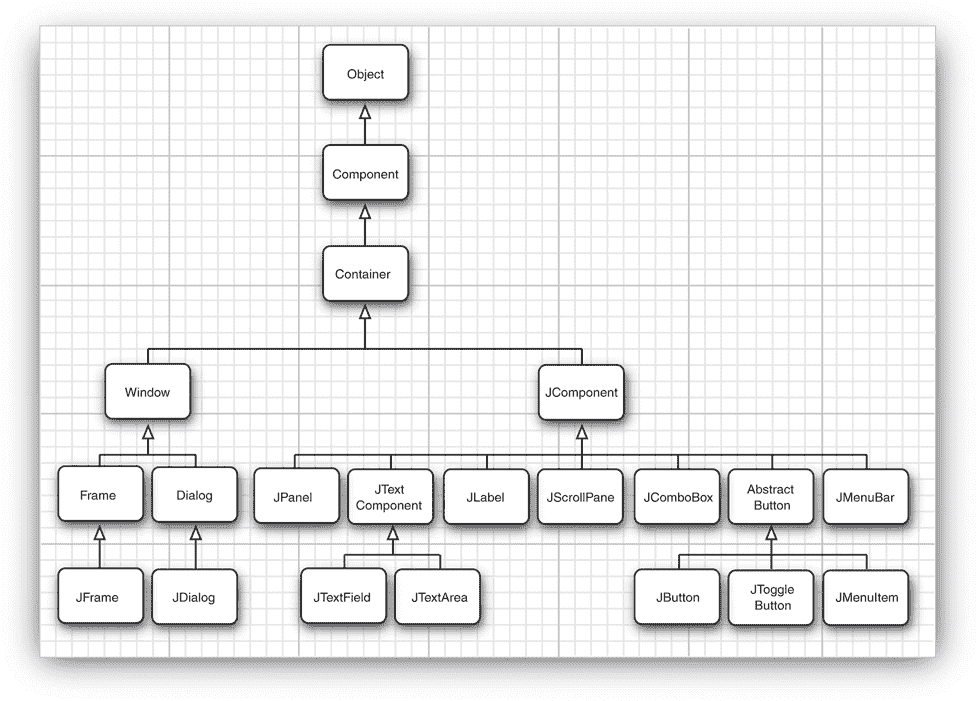 Object
Component
Container
Window
JComponent
Frame
Dialog
JPanel
JText
Component
JLabel
JScrollPane
JComboBox
Abstract
Button
JMenuBar
JFrame
JDialog
JTextField
JTextArea
JButton
JToggle
Button
JMenuItem